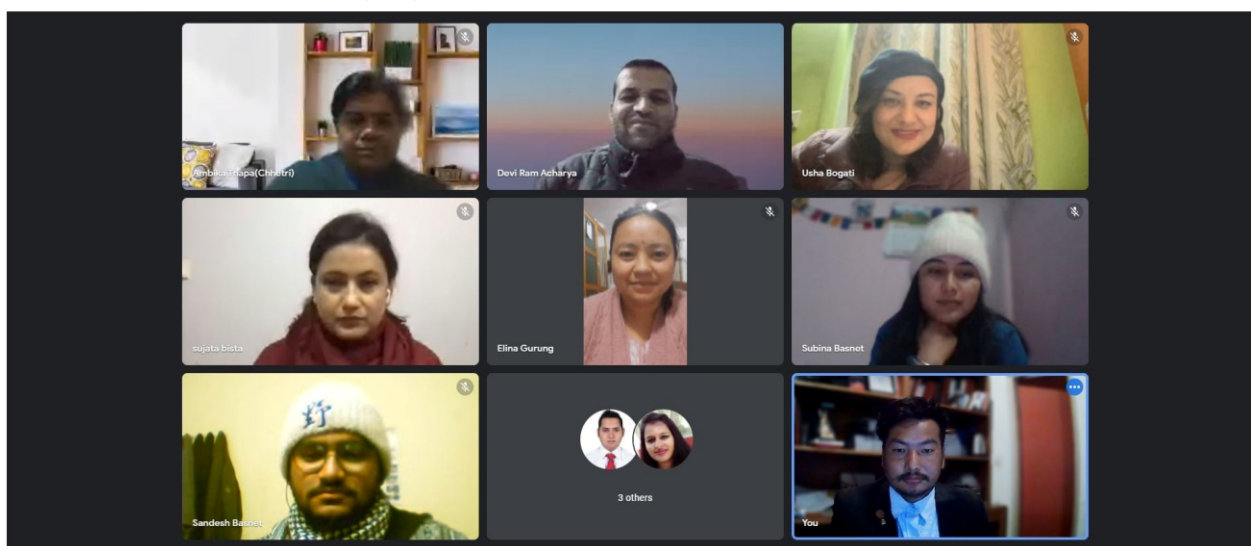 Ambika Thapa(Chhetri)
Devi Ram Acharya
Usha Bogati
sujata bista
Elina Gurung
Subina Basnet
野
Sandesh Basnet
3 others
You